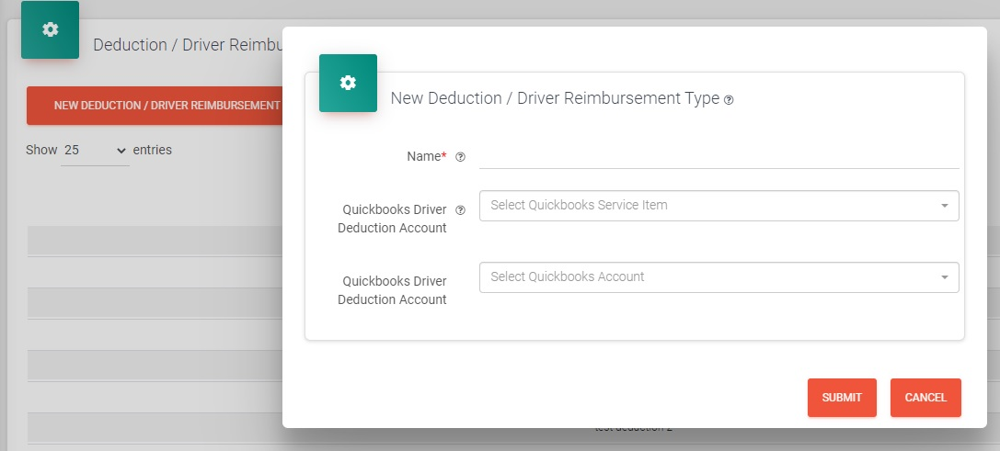 Deduction / Driver Reimbu
NEW DEDUCTION / DRIVER REIMBURSEMENT
Show 25 entries
New Deduction / Driver Reimbursement Type
Name*
Quickbooks Driver
Deduction Account
Select Quickbooks Service Item
Quickbooks Driver
Deduction Account
Select Quickbooks Account
SUBMIT
CANCEL
test deduction 2